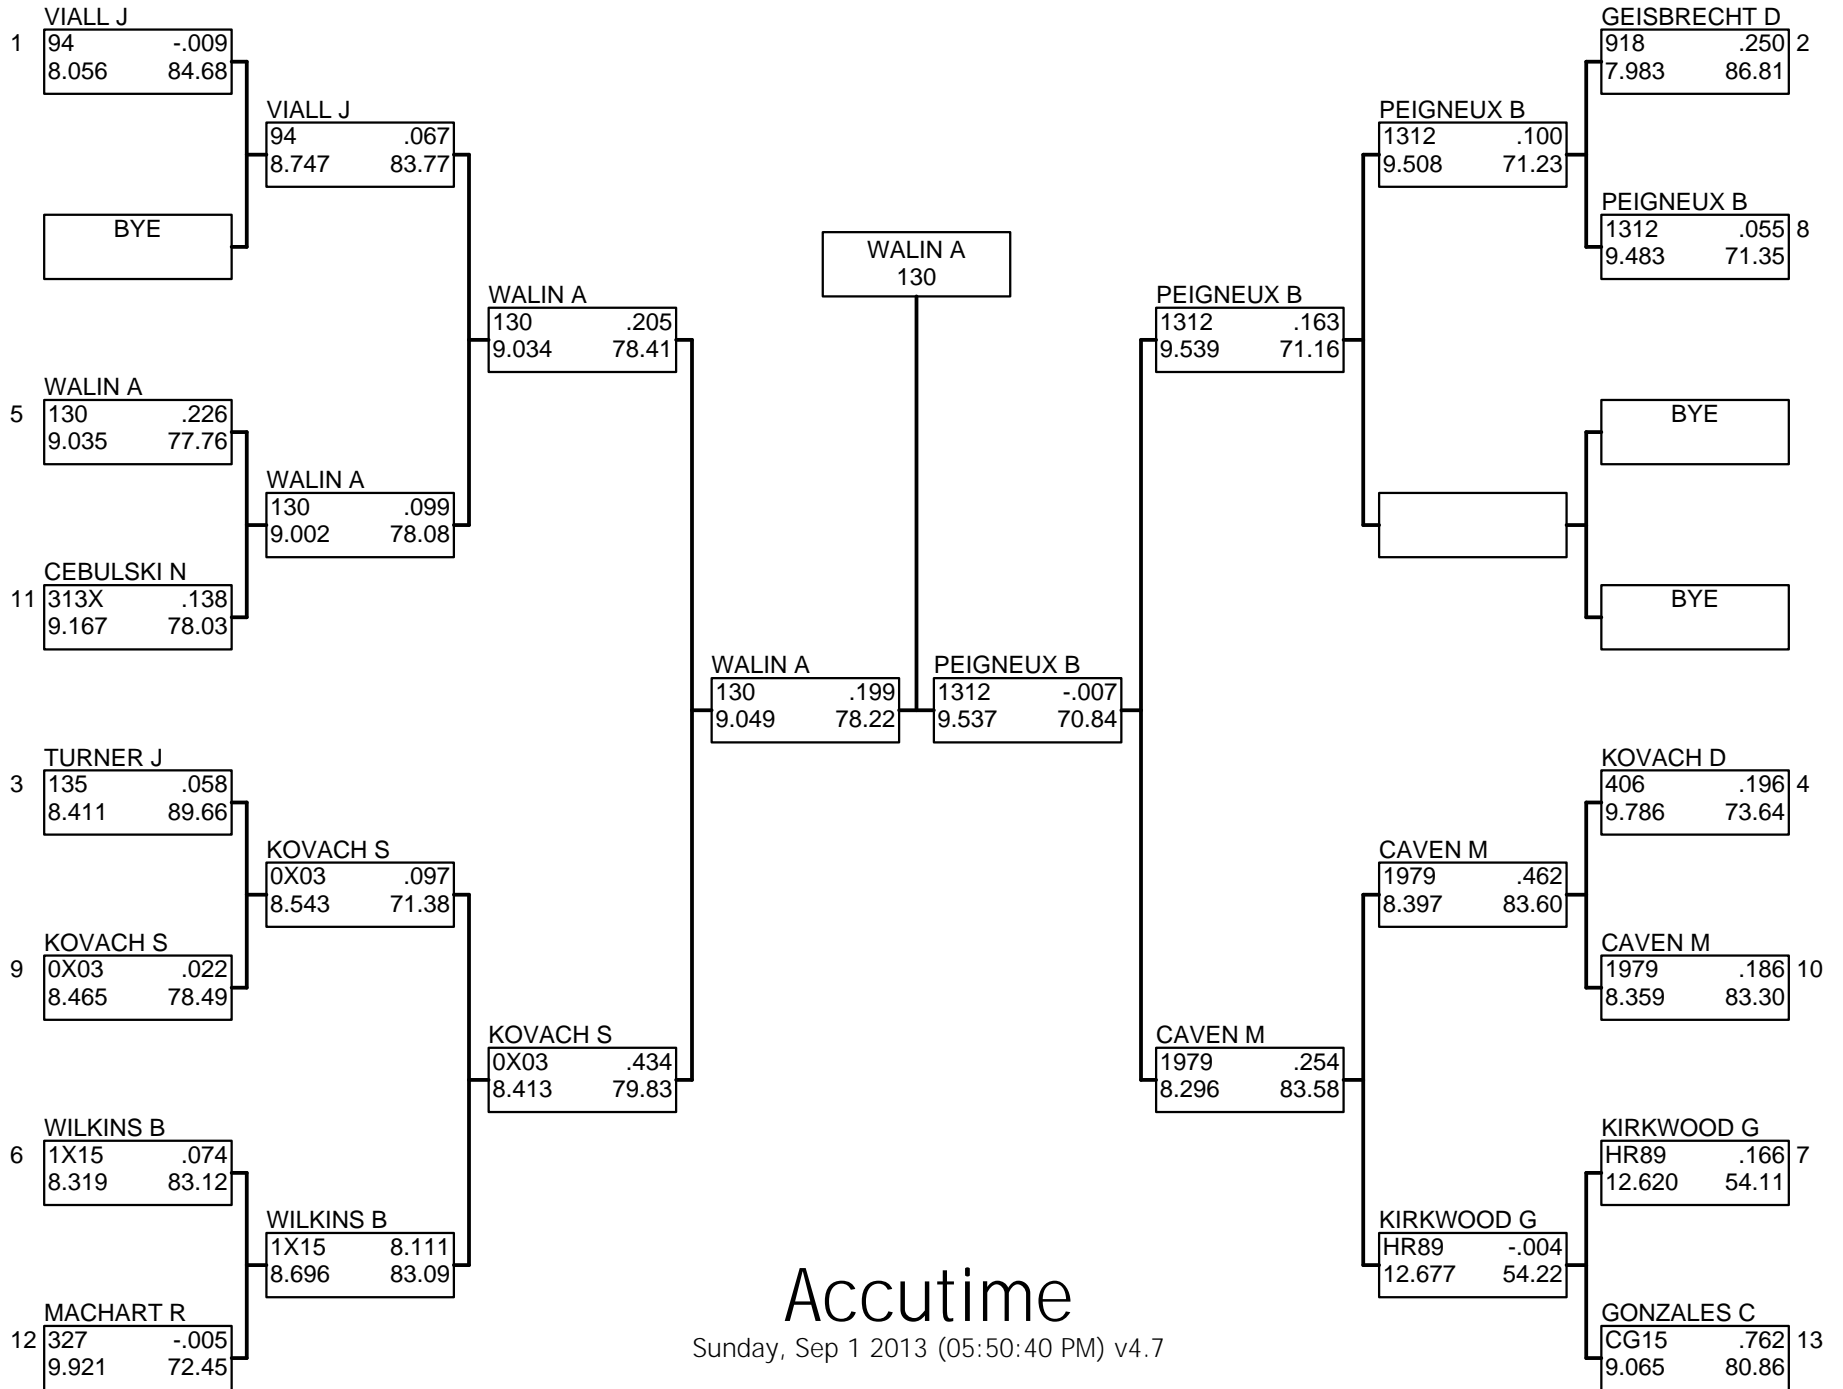 VIALL J
1 94 -.009
8.056 84.68
BYE
WALIN A
5 130 .226
9.035 77.76
CEBULSKI N
11 313X .138
9.167 78.03
TURNER J
3 135 .058
8.411 89.66
KOVACH S
9 0X03 .022
8.465 78.49
WILKINS B
6 1X15 .074
8.319 83.12
MACHART R
12 327 -.005
9.921 72.45
VIALL J
94 .067
8.747 83.77
WALIN A
130 .099
9.002 78.08
KOVACH S
0X03 .097
8.543 71.38
WILKINS B
1X15 8.111
8.696 83.09
WALIN A
130 .205
9.034 78.41
KOVACH S
0X03 .434
8.413 79.83
WALIN A
130 .199
9.049 78.22
WALIN A
130
PEIGNEUX B
1312 -.007
9.537 70.84
PEIGNEUX B
1312 .163
9.539 71.16
CAVEN M
1979 .254
8.296 83.58
PEIGNEUX B
1312 .100
9.508 71.23
CAVEN M
1979 .462
8.397 83.60
KIRKWOOD G
HR89 -.004
12.677 54.22
GEISBRECHT D
918 .250 2
7.983 86.81
PEIGNEUX B
1312 .055 8
9.483 71.35
BYE
BYE
KOVACH D
406 .196 4
9.786 73.64
CAVEN M
1979 .186 10
8.359 83.30
KIRKWOOD G
HR89 .166 7
12.620 54.11
GONZALES C
CG15 .762 13
9.065 80.86
Accutime
Sunday, Sep 1 2013 (05:50:40 PM) v4.7